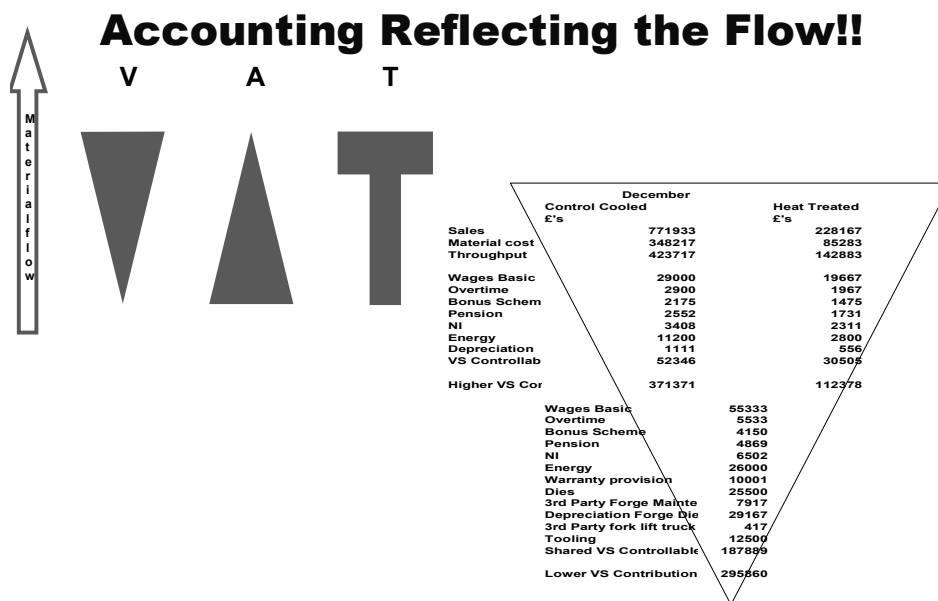 Accounting Reflecting the Flow!!
V A T
Materialflow
December
Control Cooled Heat Treated
£'s
Sales 771933 228167
Material cost 348217 85283
Throughput 423717 142883
Wages Basic 29000 19667
Overtime 2900 1967
Bonus Schem 2175 1475
Pension 2552 1731
NI 3408 2311
Energy 11200 2800
Depreciation 1111 556
VS Controllab 52346 30505
Higher VS Cor 371371 112378
Wages Basic 55333
Overtime 5533
Bonus Scheme 4150
Pension 4869
NI 6502
Energy 26000
Warranty provision 10001
Dies 25500
3rd Party Forge Mainte 7917
Depreciation Forge Die 29167
3rd Party fork lift truck 417
Tooling 12500
Shared VS Controllable 187889
Lower VS Contribution 295860